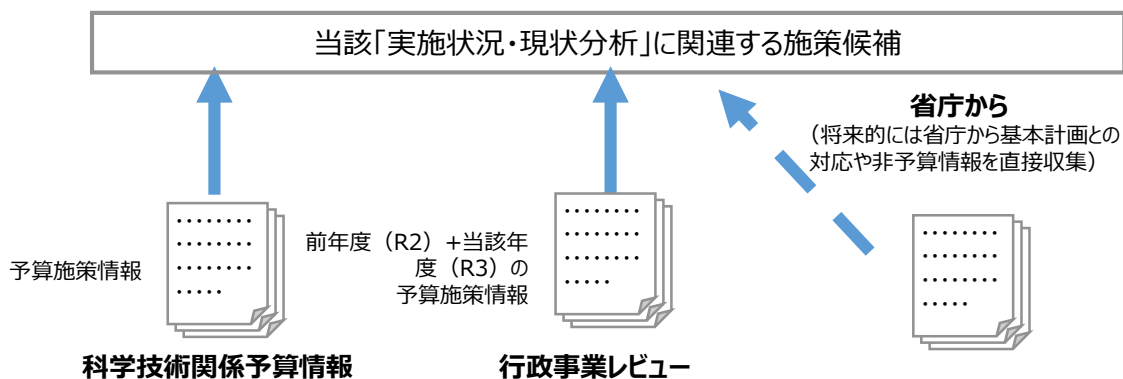 当該「実施状況・現状分析」に関連する施策候補
省庁から
（将来的には省庁から基本計画との
対応や非予算情報を直接収集）
予算施策情報
前年度（R2）+当該年
度（R3）の
予算施策情報
科学技術関係予算情報
行政事業レビュー